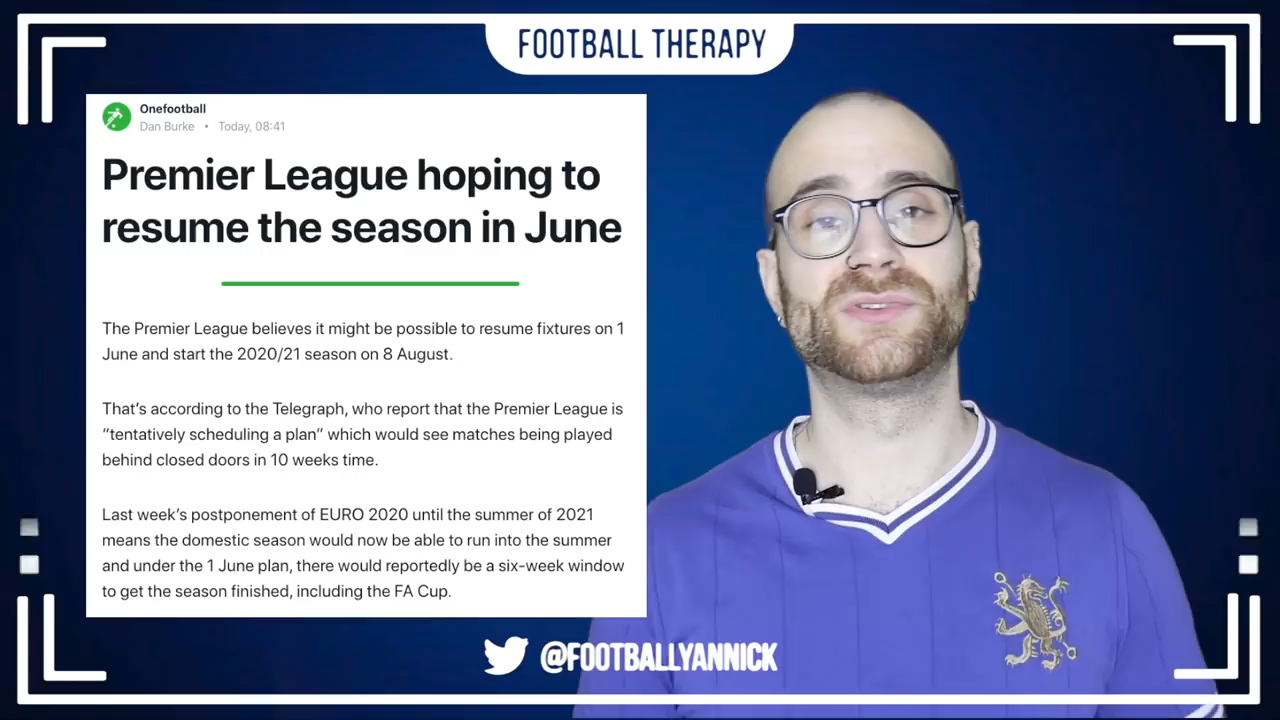 FOOTBALL THERAPY
Onefootball
Dan Burke • Today, 08:41
Premier League hoping to
resume the season in June
The Premier League believes it might be possible to resume fixtures on 1
June and start the 2020/21 season on 8 August.
That’s according to the Telegraph, who report that the Premier League is
“tentatively scheduling a plan” which would see matches being played
behind closed doors in 10 weeks time.
Last week’s postponement of EURO 2020 until the summer of 2021
means the domestic season would now be able to run into the summer
and under the 1 June plan, there would reportedly be a six-week window
to get the season finished, including the FA Cup.
@FOOTBALLYANNICK